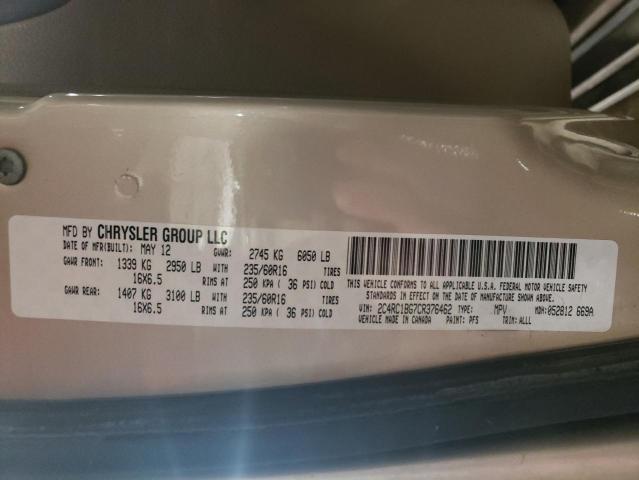 MFD BY CHRYSLER GROUP LLC
DATE OF MFR(BUILT): MAY 12 GVWR: 2745 KG 6050 LB
GAWR FRONT: 1339 KG 2950 LB WITH 235/60R16 TIRES
16X6.5 RIMS AT 250 KPA ( 36 PSI) COLD
GAWR REAR: 1407 KG 3100 LB WITH 235/60R16 TIRES
16X6.5 RIMS AT 250 KPA ( 36 PSI) COLD
THIS VEHICLE CONFORMS TO ALL APPLICABLE U.S.A. FEDERAL MOTOR VEHICLE SAFETY
STANDARDS IN EFFECT ON THE DATE OF MANUFACTURE SHOWN ABOVE.
VIN: 2C4RC1BG7CR376462 TYPE: MPV MDH: 052812 669A
VEHICLE MADE IN CANADA PAINT: PFS TRIM: ALLL